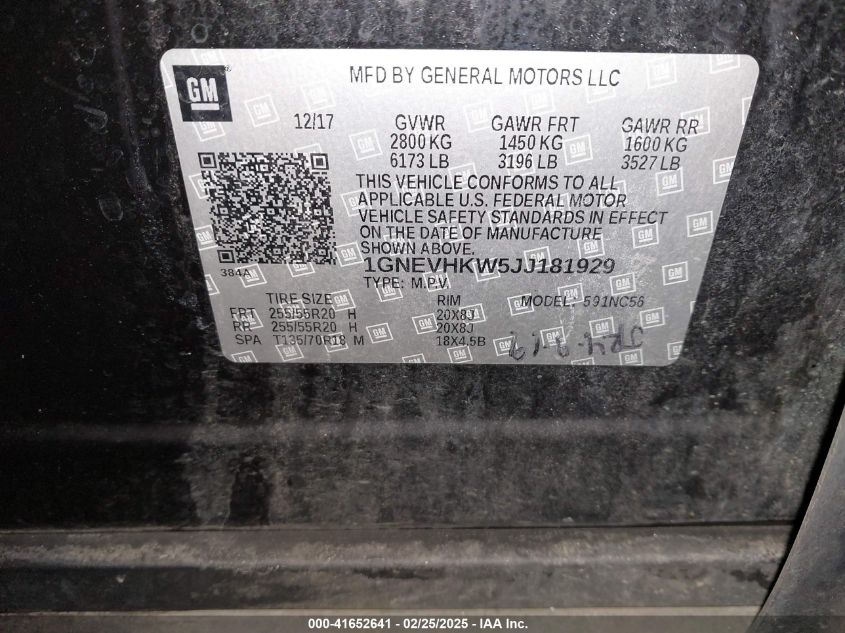 GM
MFD BY GENERAL MOTORS LLC
12/17 GVWR GAWR FRT GAWR RR
2800 KG 1450 KG 1600 KG
6173 LB 3196 LB 3527 LB
THIS VEHICLE CONFORMS TO ALL
APPLICABLE U.S. FEDERAL MOTOR
VEHICLE SAFETY STANDARDS IN EFFECT
ON THE DATE OF MANUFACTURE
SHOWN ABOVE.
384A
1GNEVHKW5JJ181929
TYPE: M.P.V.
TIRE SIZE RIM MODEL: 591NC56
FRT 255/55R20 H 20X8J
RR 255/55R20 H 20X8J
SPA T135/70R18 M 18X4.5B
000-41652641 - 02/25/2025 - IAA Inc.